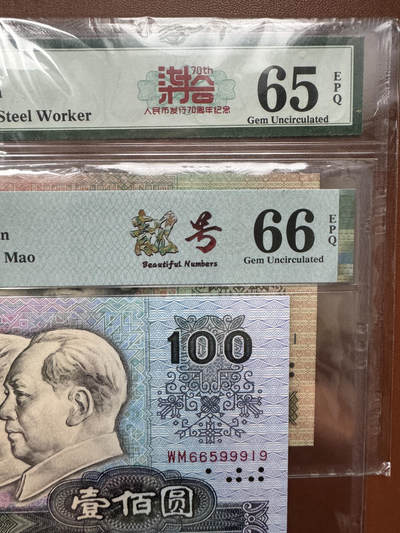 70th
65
EPQ
人民币发行70周年纪念
Steel Worker
Gem Uncirculated
靓号
66
EPQ
Mao
Beautiful Numbers
Gem Uncirculated
100
WM66599919
壹佰圆